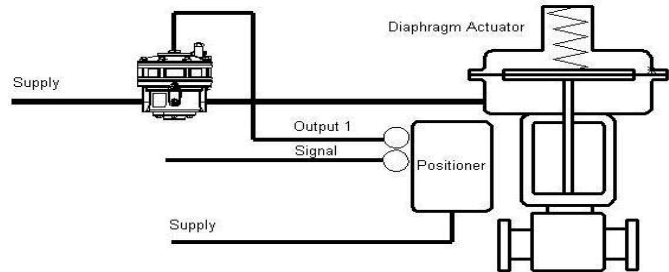 Diaphragm Actuator
Supply
Output 1
Signal
Positioner
Supply